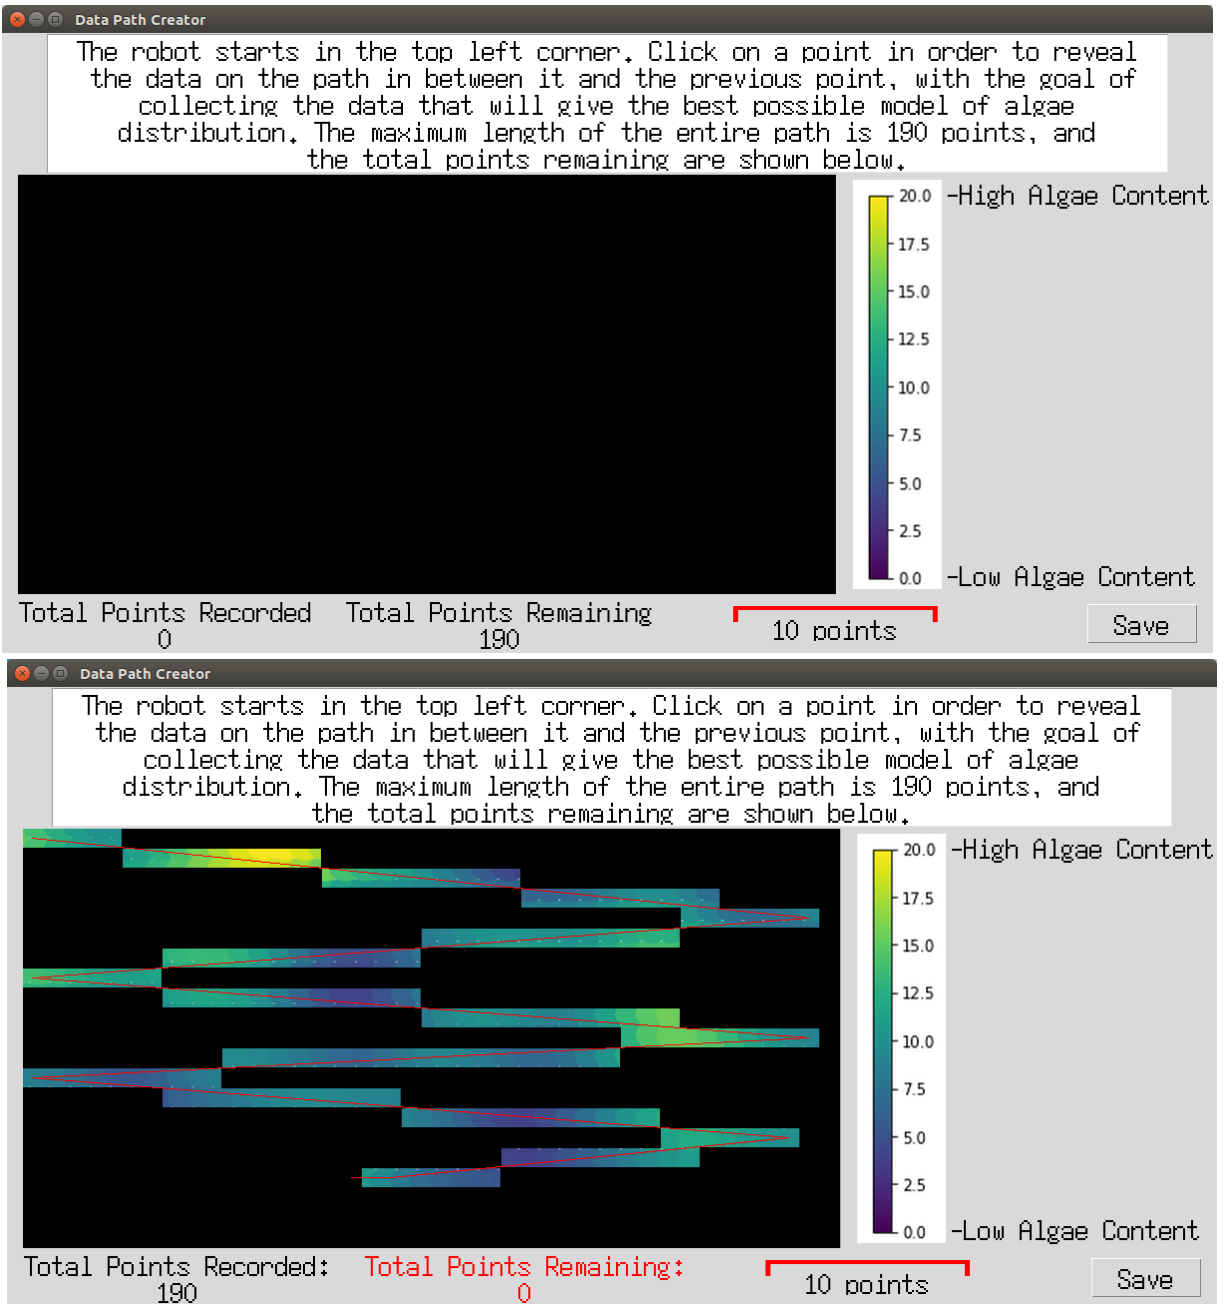 Data Path Creator
The robot starts in the top left corner. Click on a point in order to reveal
the data on the path in between it and the previous point, with the goal of
collecting the data that will give the best possible model of algae
distribution. The maximum length of the entire path is 190 points, and
the total points remaining are shown below.
20.0 -High Algae Content
17.5
15.0
12.5
10.0
7.5
5.0
2.5
0.0 -Low Algae Content
Total Points Recorded Total Points Remaining
0 190
10 points
Save
Data Path Creator
The robot starts in the top left corner. Click on a point in order to reveal
the data on the path in between it and the previous point, with the goal of
collecting the data that will give the best possible model of algae
distribution. The maximum length of the entire path is 190 points, and
the total points remaining are shown below.
20.0 -High Algae Content
17.5
15.0
12.5
10.0
7.5
5.0
2.5
0.0 -Low Algae Content
Total Points Recorded: Total Points Remaining:
190 0
10 points
Save